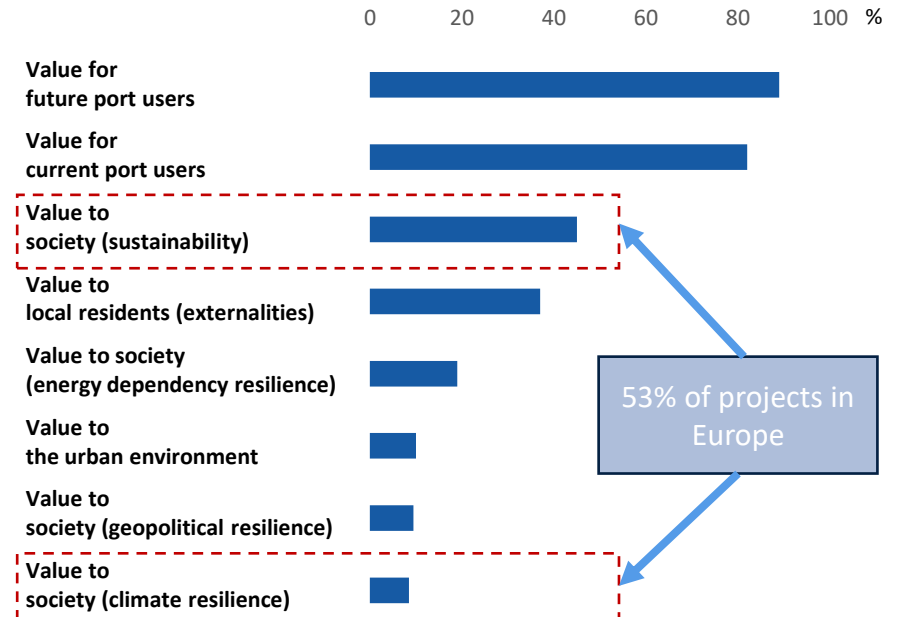 0 20 40 60 80 100 %
Value for
future port users
Value for
current port users
Value to
society (sustainability)
Value to
local residents (externalities)
Value to society
(energy dependency resilience)
53% of projects in
Europe
Value to
the urban environment
Value to
society (geopolitical resilience)
Value to
society (climate resilience)